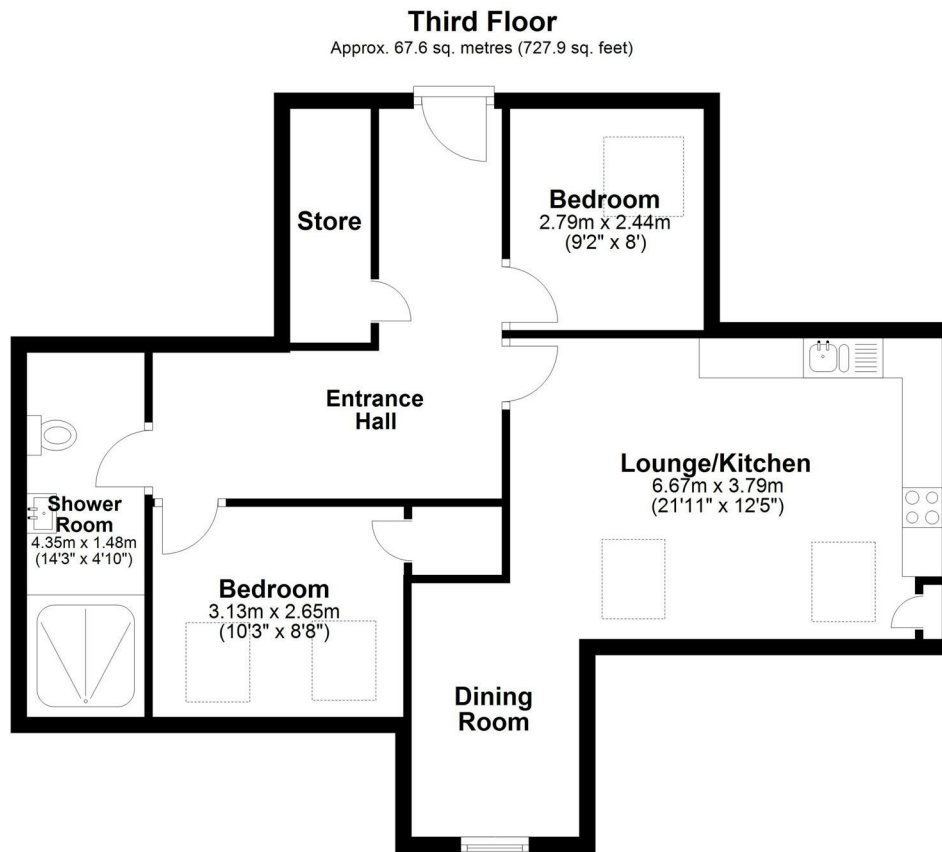 Third Floor
Approx. 67.6 sq. metres (727.9 sq. feet)
Store
Bedroom
2.79m x 2.44m
(9'2" x 8')
Entrance
Hall
Lounge/Kitchen
6.67m x 3.79m
(21'11" x 12'5")
Shower
Room
4.35m x 1.48m
(14'3" x 4'10")
Bedroom
3.13m x 2.65m
(10'3" x 8'8")
Dining
Room